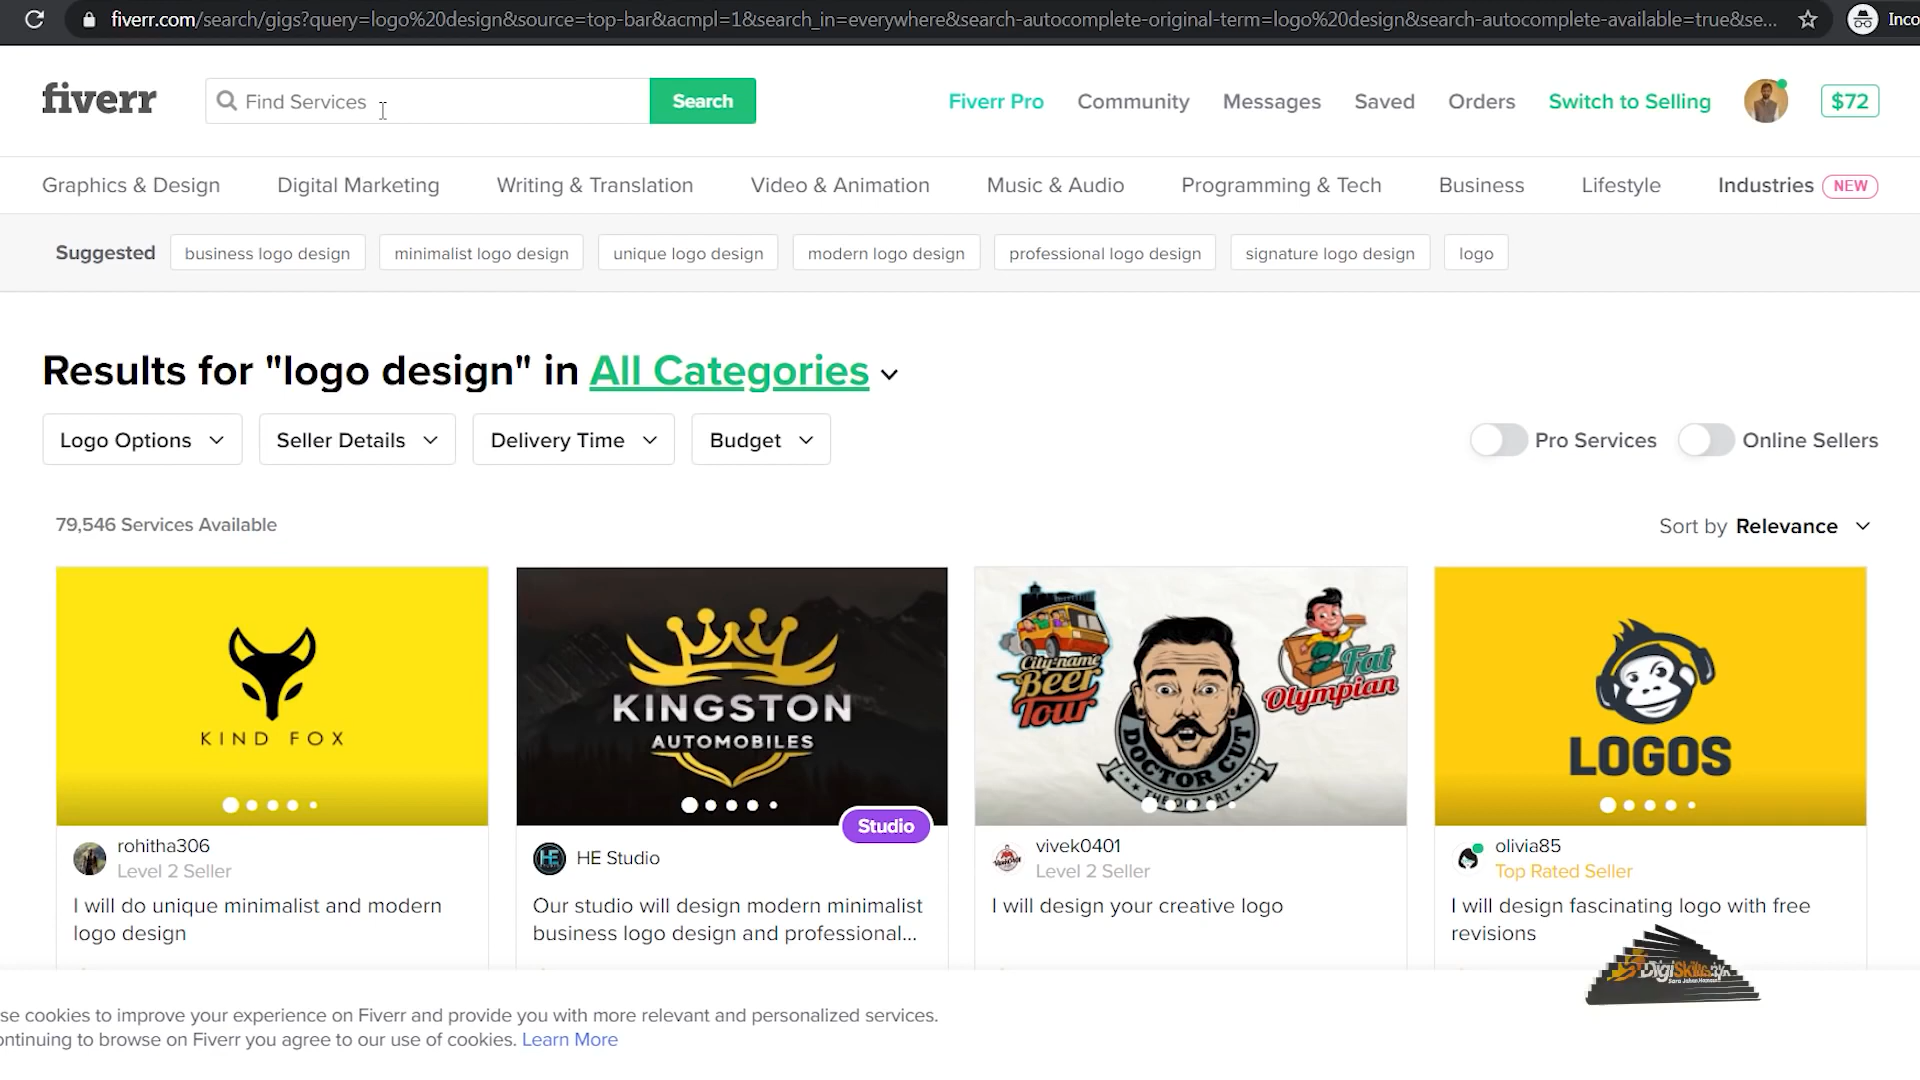 fiverr.com/search/gigs?query=logo%20design&source=top-bar&acmpl=1&search_in=everywhere&search-autocomplete-original-term=logo%20design&search-autocomplete-available=true&se...
Inco
fiverr
Find Services
Search
Fiverr Pro
Community
Messages
Saved
Orders
Switch to Selling
$72
Graphics & Design
Digital Marketing
Writing & Translation
Video & Animation
Music & Audio
Programming & Tech
Business
Lifestyle
Industries NEW
Suggested
business logo design
minimalist logo design
unique logo design
modern logo design
professional logo design
signature logo design
logo
Results for "logo design" in All Categories
Logo Options
Seller Details
Delivery Time
Budget
Pro Services
Online Sellers
79,546 Services Available
Sort by Relevance
KIND FOX
rohitha306
Level 2 Seller
I will do unique minimalist and modern
logo design
KINGSTON
AUTOMOBILES
Studio
HE
HE Studio
Our studio will design modern minimalist
business logo design and professional...
City-name
Beer
Tour
DOCTOR CUT
Fat
Olympian
vivek0401
Level 2 Seller
I will design your creative logo
LOGOS
olivia85
Top Rated Seller
I will design fascinating logo with free
revisions
DigiSkills.pk
se cookies to improve your experience on Fiverr and provide you with more relevant and personalized services.
ontinuing to browse on Fiverr you agree to our use of cookies. Learn More